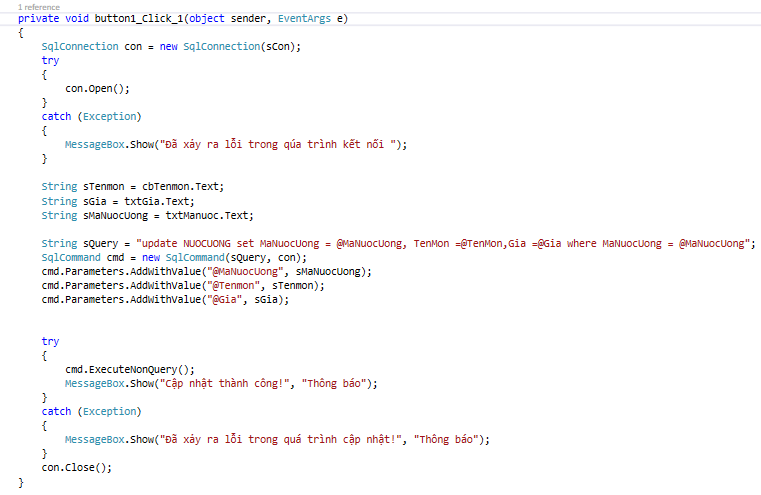 1 reference
private void button1_Click_1(object sender, EventArgs e)
{
    SqlConnection con = new SqlConnection(sCon);
    try
    {
        con.Open();
    }
    catch (Exception)
    {
        MessageBox.Show("Đã xảy ra lỗi trong qúa trình kết nối ");
    }

    String sTenmon = cbTenmon.Text;
    String sGia = txtGia.Text;
    String sMaNuocUong = txtManuoc.Text;

    String sQuery = "update NUOCUONG set MaNuocUong = @MaNuocUong, TenMon =@TenMon,Gia =@Gia where MaNuocUong = @MaNuocUong";
    SqlCommand cmd = new SqlCommand(sQuery, con);
    cmd.Parameters.AddWithValue("@MaNuocUong", sMaNuocUong);
    cmd.Parameters.AddWithValue("@Tenmon", sTenmon);
    cmd.Parameters.AddWithValue("@Gia", sGia);


    try
    {
        cmd.ExecuteNonQuery();
        MessageBox.Show("Cập nhật thành công!", "Thông báo");
    }
    catch (Exception)
    {
        MessageBox.Show("Đã xảy ra lỗi trong quá trình cập nhật!", "Thông báo");
    }
    con.Close();
}